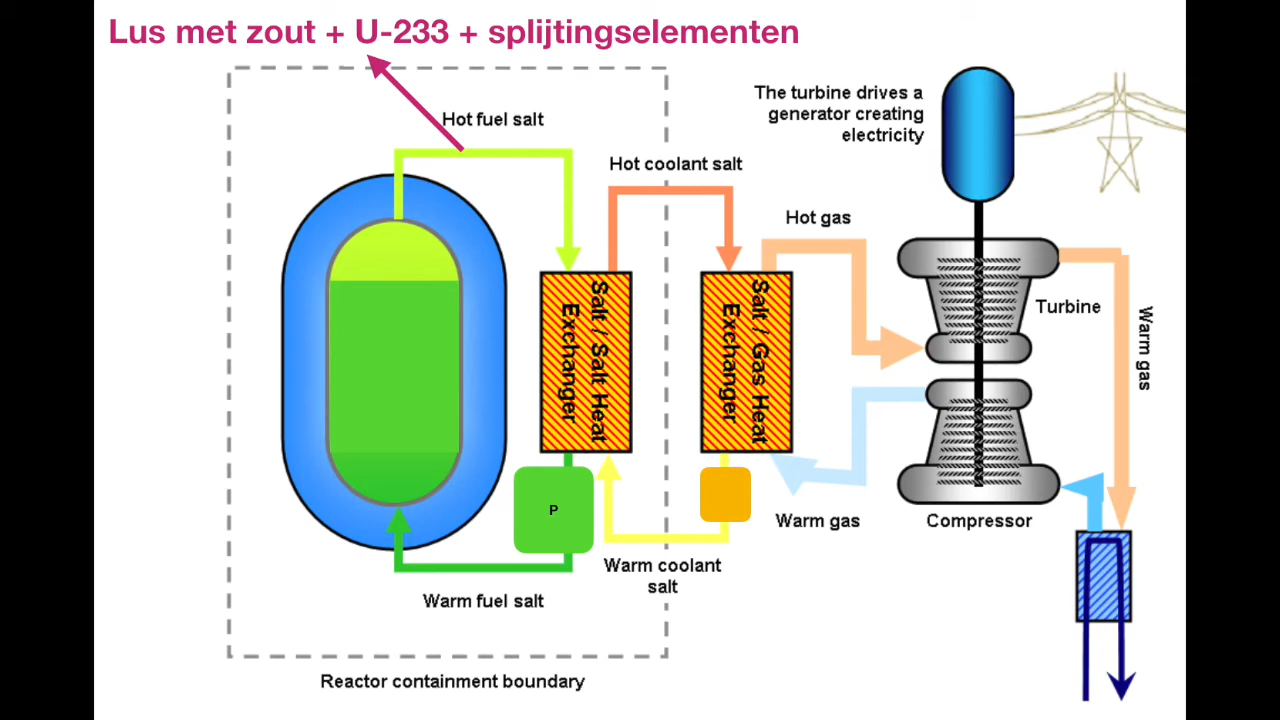 Lus met zout + U-233 + splijtingselementen
Hot fuel salt
The turbine drives a
generator creating
electricity
Hot coolant salt
Hot gas
Salt / Salt Heat
Exchanger
Salt / Gas Heat
Exchanger
Turbine
Warm gas
P
Warm gas
Compressor
Warm coolant
salt
Warm fuel salt
Reactor containment boundary